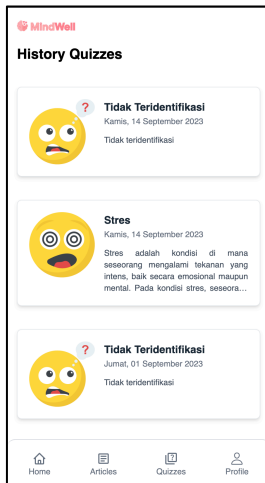 MindWell
History Quizzes
?
Tidak Teridentifikasi
Kamis, 14 September 2023
Tidak teridentifikasi
Stres
Kamis, 14 September 2023
Stres adalah kondisi di mana
seseorang mengalami tekanan yang
intens, baik secara emosional maupun
mental. Pada kondisi stres, seseora...
?
Tidak Teridentifikasi
Jumat, 01 September 2023
Tidak teridentifikasi
?
Home Articles Quizzes Profile